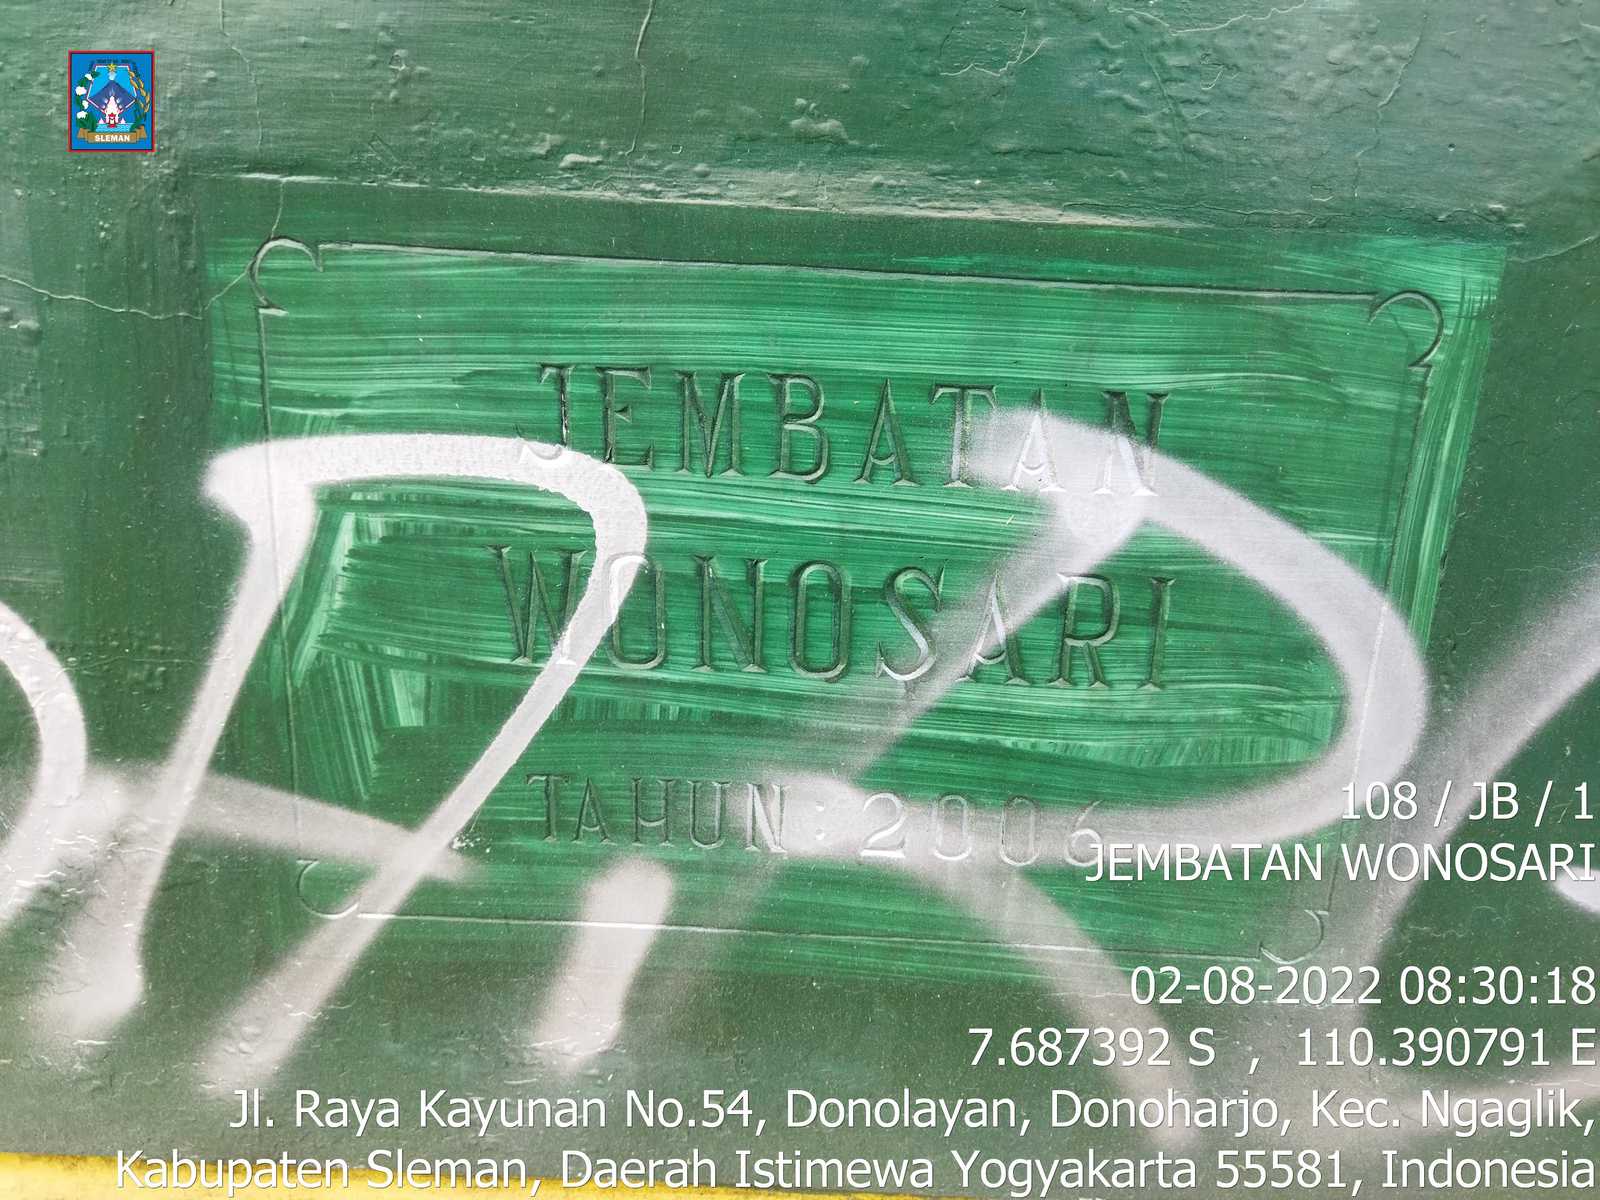 SLEMAN
JEMBATAN
WONOSARI
TAHUN : 2006
108 / JB / 1
JEMBATAN WONOSARI
02-08-2022 08:30:18
7.687392 S , 110.390791 E
Jl. Raya Kayunan No.54, Donolayan, Donoharjo, Kec. Ngaglik,
Kabupaten Sleman, Daerah Istimewa Yogyakarta 55581, Indonesia